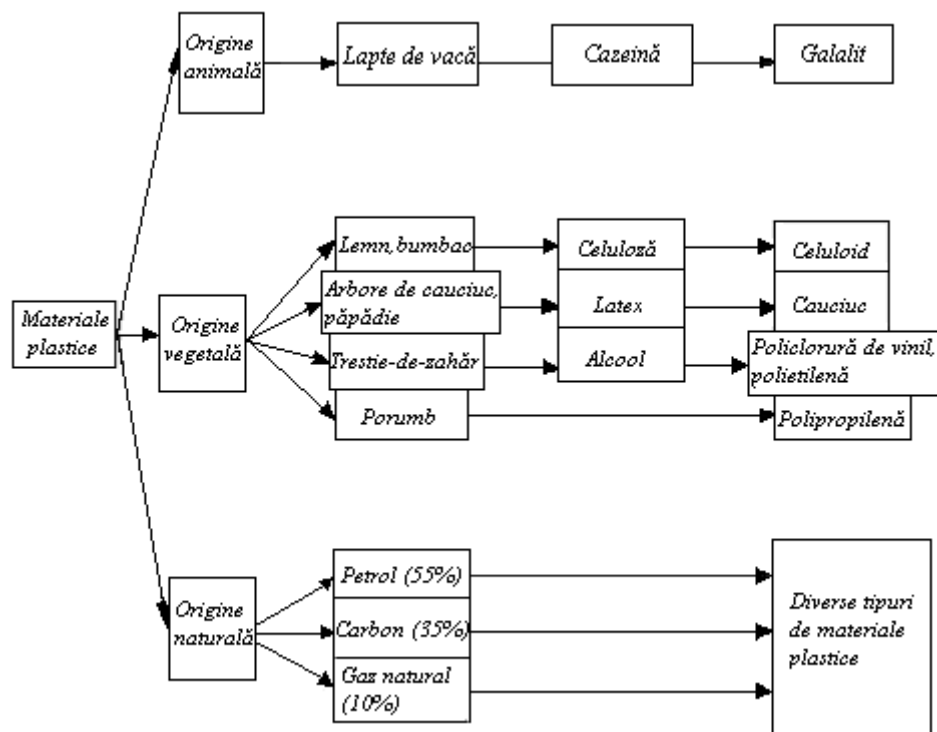 Origine
animală
Lapte de vacă
Cazeină
Galalit
Materiale
plastice
Origine
vegetală
Lemn,bumbac
Celuloză
Celuloid
Arbore de cauciuc,
păpădie
Latex
Cauciuc
Trestie-de-zahăr
Alcool
Policlorură de vinil,
polietilenă
Porumb
Polipropilenă
Origine
naturală
Petrol (55%)
Carbon (35%)
Gaz natural
(10%)
Diverse tipuri
de materiale
plastice